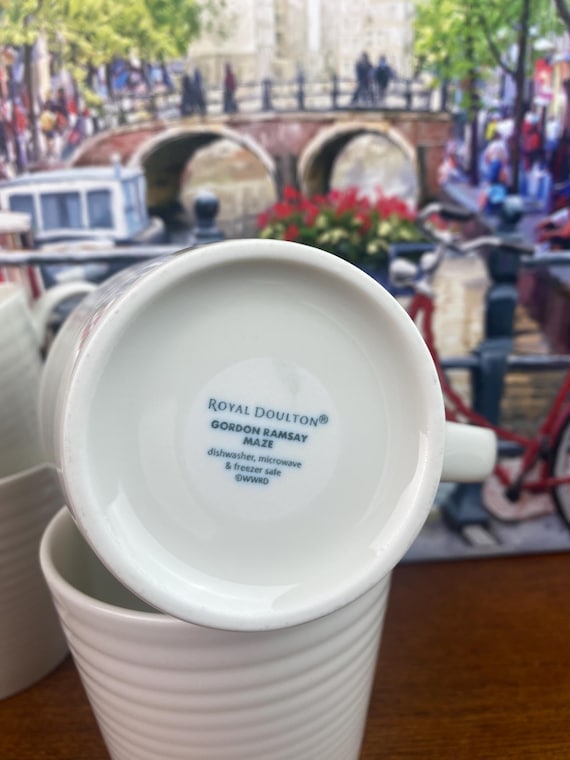 ROYAL DOULTON®
GORDON RAMSAY
MAZE
dishwasher, microwave
& freezer safe
©WWRD